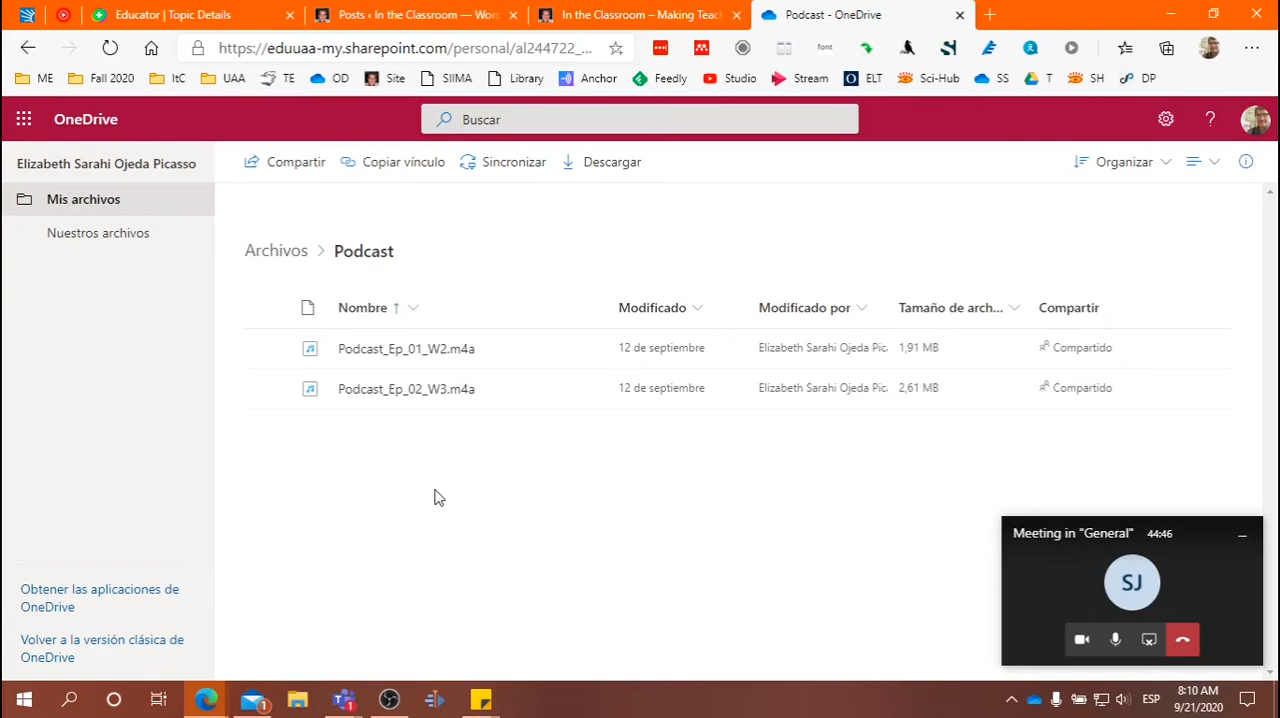 Educator | Topic Details
Posts ‹ In the Classroom — Wor
In the Classroom – Making Teach
Podcast - OneDrive
https://eduuaa-my.sharepoint.com/personal/al244722_...
font
ME
Fall 2020
ItC
UAA
TE
OD
Site
SIIMA
Library
Anchor
Feedly
Studio
Stream
ELT
Sci-Hub
SS
T
SH
DP
OneDrive
Buscar
Elizabeth Sarahi Ojeda Picasso
Compartir
Copiar vínculo
Sincronizar
Descargar
Organizar
Mis archivos
Nuestros archivos
Archivos > Podcast
Nombre ↑
Modificado
Modificado por
Tamaño de arch...
Compartir
Podcast_Ep_01_W2.m4a
12 de septiembre
Elizabeth Sarahi Ojeda Pica
1,91 MB
Compartido
Podcast_Ep_02_W3.m4a
12 de septiembre
Elizabeth Sarahi Ojeda Pica
2,61 MB
Compartido
Meeting in "General" 44:46
SJ
Obtener las aplicaciones de
OneDrive
Volver a la versión clásica de
OneDrive
1
1
ESP
8:10 AM
9/21/2020